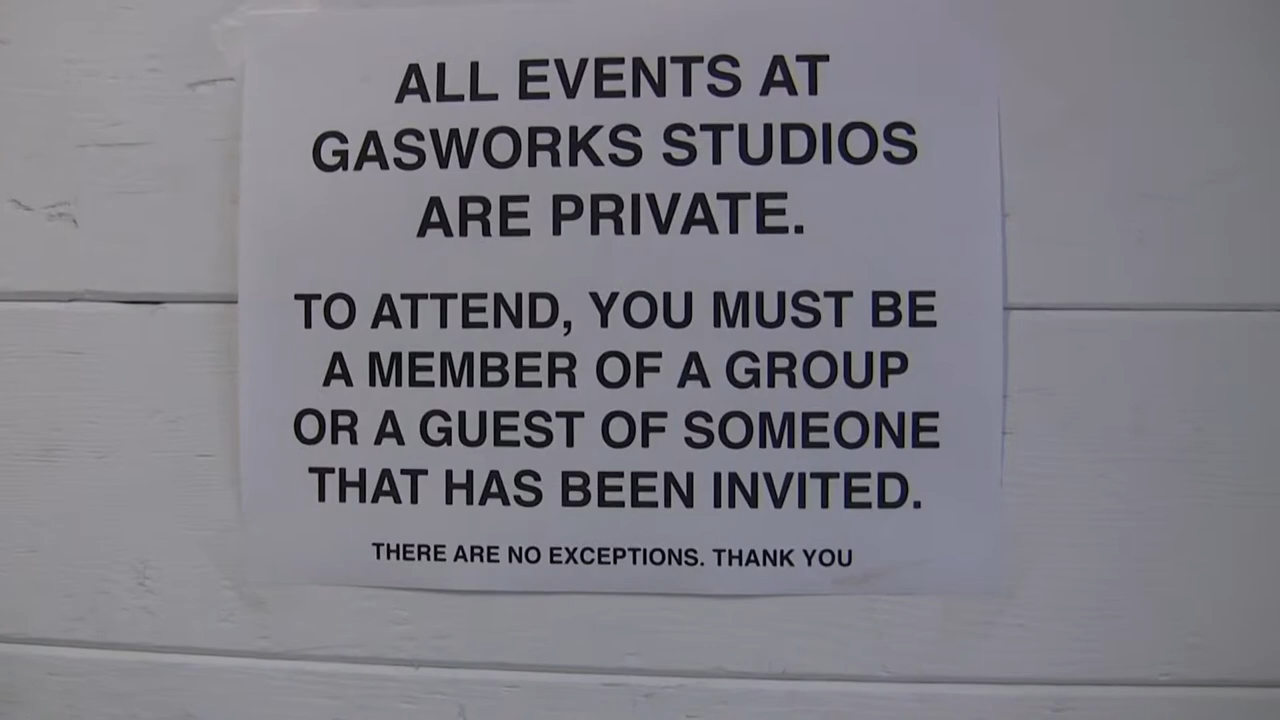 ALL EVENTS AT
GASWORKS STUDIOS
ARE PRIVATE.
TO ATTEND, YOU MUST BE
A MEMBER OF A GROUP
OR A GUEST OF SOMEONE
THAT HAS BEEN INVITED.
THERE ARE NO EXCEPTIONS. THANK YOU